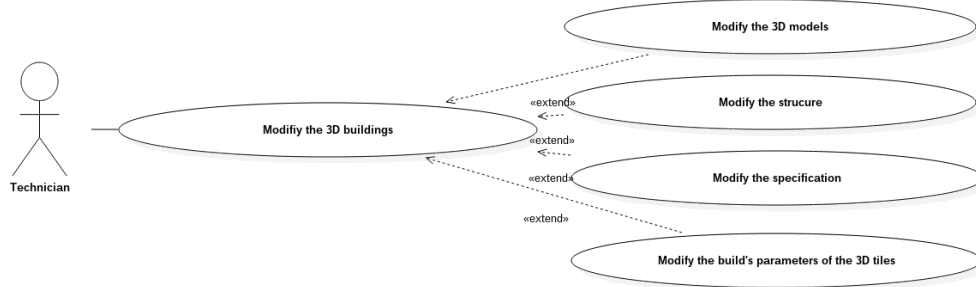 Modify the 3D models
«extend»
Modify the strucure
Modifiy the 3D buildings
«extend»
Technician
«extend»
Modify the specification
«extend»
Modify the build's parameters of the 3D tiles